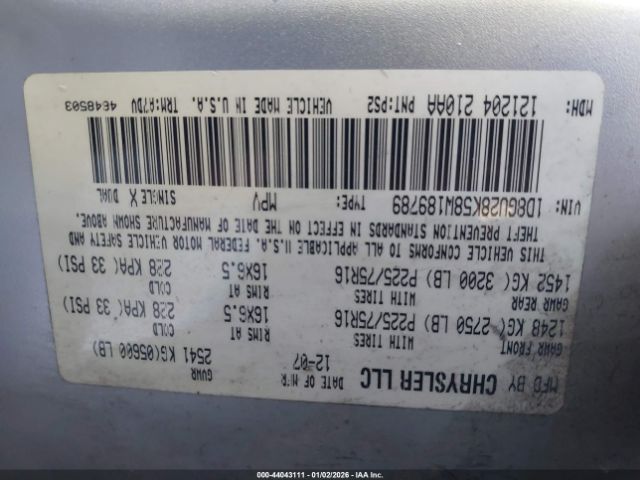 MFD BY CHRYSLER LLC DATE OF MFR 12-07 GVWR 2541 KG(05600 LB)
GAWR FRONT WITH TIRES RIMS AT COLD
1248 KG( 2750 LB) P225/75R16 16X6.5 228 KPA( 33 PSI)
GAWR REAR WITH TIRES RIMS AT COLD
1452 KG( 3200 LB) P225/75R16 16X6.5 228 KPA( 33 PSI)
THIS VEHICLE CONFORMS TO ALL APPLICABLE U.S.A. FEDERAL MOTOR VEHICLE SAFETY AND
THEFT PREVENTION STANDARDS IN EFFECT ON THE DATE OF MANUFACTURE SHOWN ABOVE.
VIN: 1D8GU28K58W189789 TYPE: MPV SINGLE X DUAL
MDH: 121204 210AA PNT:PS2 VEHICLE MADE IN U.S.A. TRM:A7DV 4648503
000-44043111 - 01/02/2026 - IAA Inc.